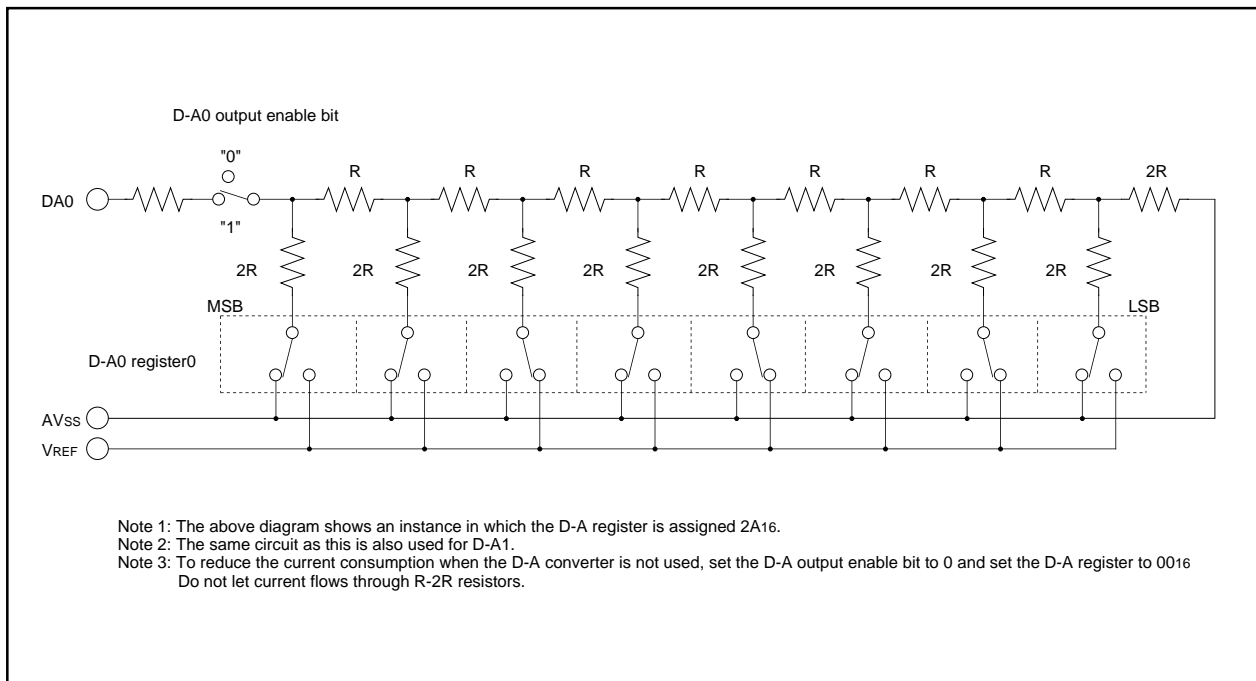 D-A0 output enable bit
"0"
R R R R R R R 2R
DA0
"1"
2R 2R 2R 2R 2R 2R 2R 2R
MSB LSB
D-A0 register0
AVSS
VREF
Note 1: The above diagram shows an instance in which the D-A register is assigned 2A16.
Note 2: The same circuit as this is also used for D-A1.
Note 3: To reduce the current consumption when the D-A converter is not used, set the D-A output enable bit to 0 and set the D-A register to 0016
Do not let current flows through R-2R resistors.